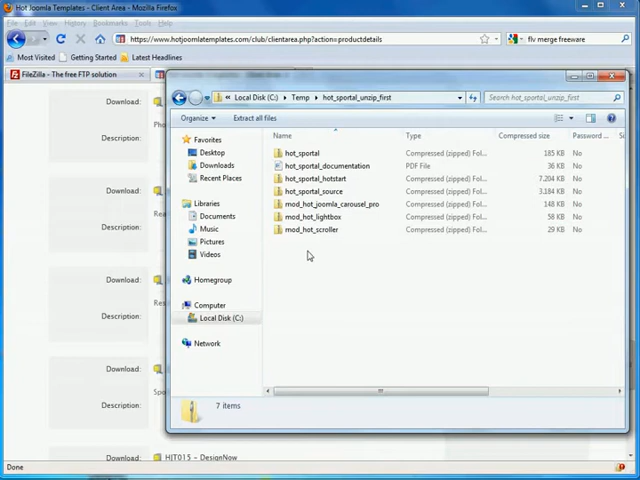 Hot Joomla Templates - Client Area - Mozilla Firefox
File Edit View History Bookmarks Tools Help
https://www.hotjoomlatemplates.com/club/clientarea.php?action=productdetails
flv merge freeware
Most Visited Getting Started Latest Headlines
FileZilla - The free FTP solution
Download:
Description:
Download:
Description:
Download:
Description:
Download:
Description:
Download:
HJT015 - DesignNow
Done
« Local Disk (C:) Temp hot_sportal_unzip_first
Search hot_sportal_unzip_first
Organize Extract all files
Favorites
Desktop
Downloads
Recent Places
Libraries
Documents
Music
Pictures
Videos
Homegroup
Computer
Local Disk (C:)
Network
Name Type Compressed size Password ... Si
hot_sportal Compressed (zipped) Fol... 185 KB No
hot_sportal_documentation PDF File 36 KB No
hot_sportal_hotstart Compressed (zipped) Fol... 7.204 KB No
hot_sportal_source Compressed (zipped) Fol... 3.184 KB No
mod_hot_joomla_carousel_pro Compressed (zipped) Fol... 148 KB No
mod_hot_lightbox Compressed (zipped) Fol... 58 KB No
mod_hot_scroller Compressed (zipped) Fol... 29 KB No
7 items